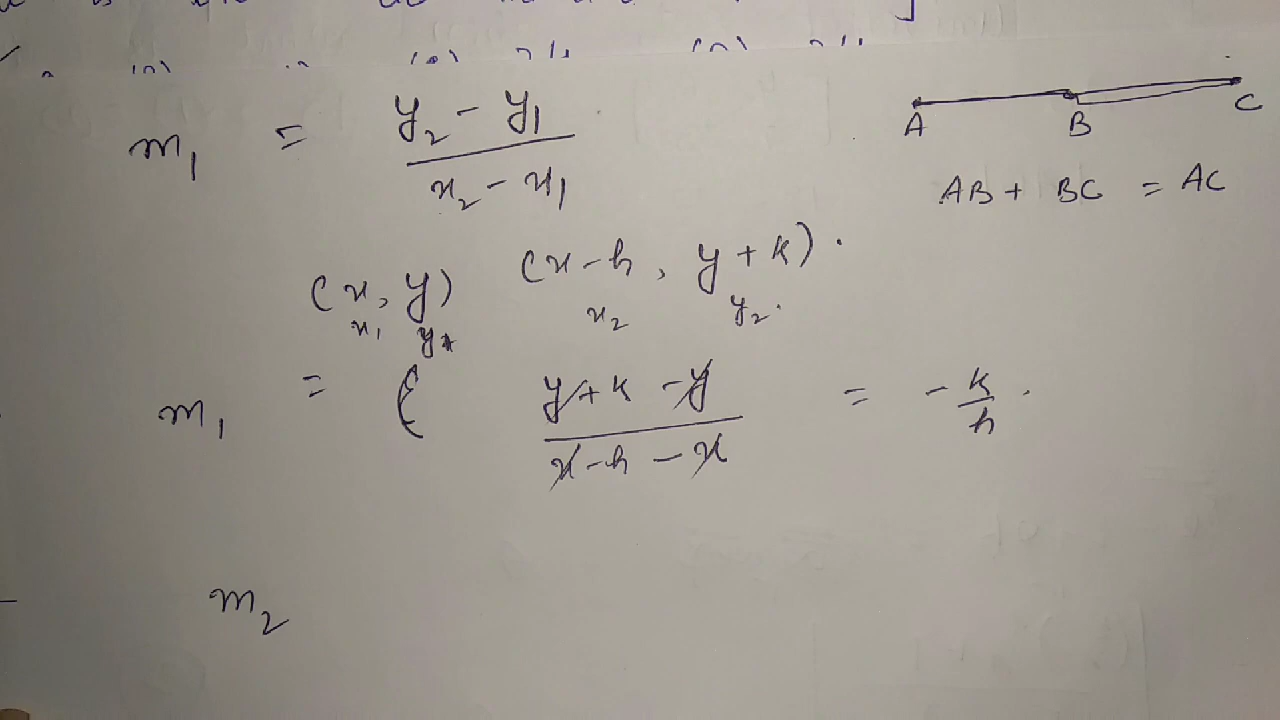 m₁ = y₂ - y₁ / x₂ - x₁
A B C
AB + BC = AC
(x, y) (x-h, y+k).
x₁ y₁ x₂ y₂.
m₁ = y+k -y / x-h -x = - k/h .
m₂